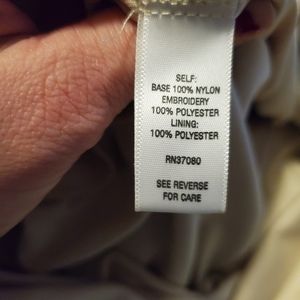 SELF:
BASE 100% NYLON
EMBROIDERY
100% POLYESTER
LINING:
100% POLYESTER
RN37080
SEE REVERSE
FOR CARE